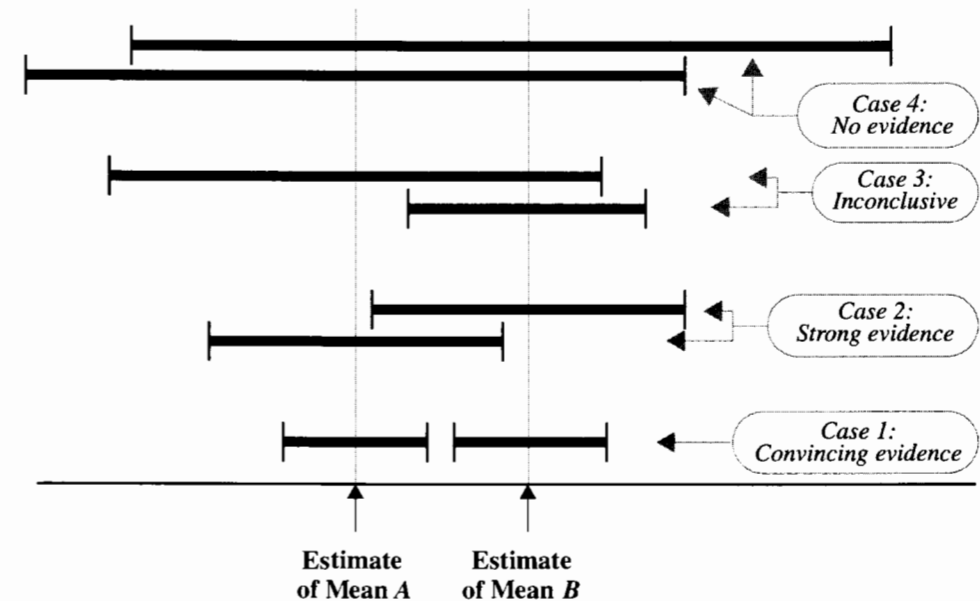 Case 4:
No evidence
Case 3:
Inconclusive
Case 2:
Strong evidence
Case 1:
Convincing evidence
Estimate
of Mean A
Estimate
of Mean B